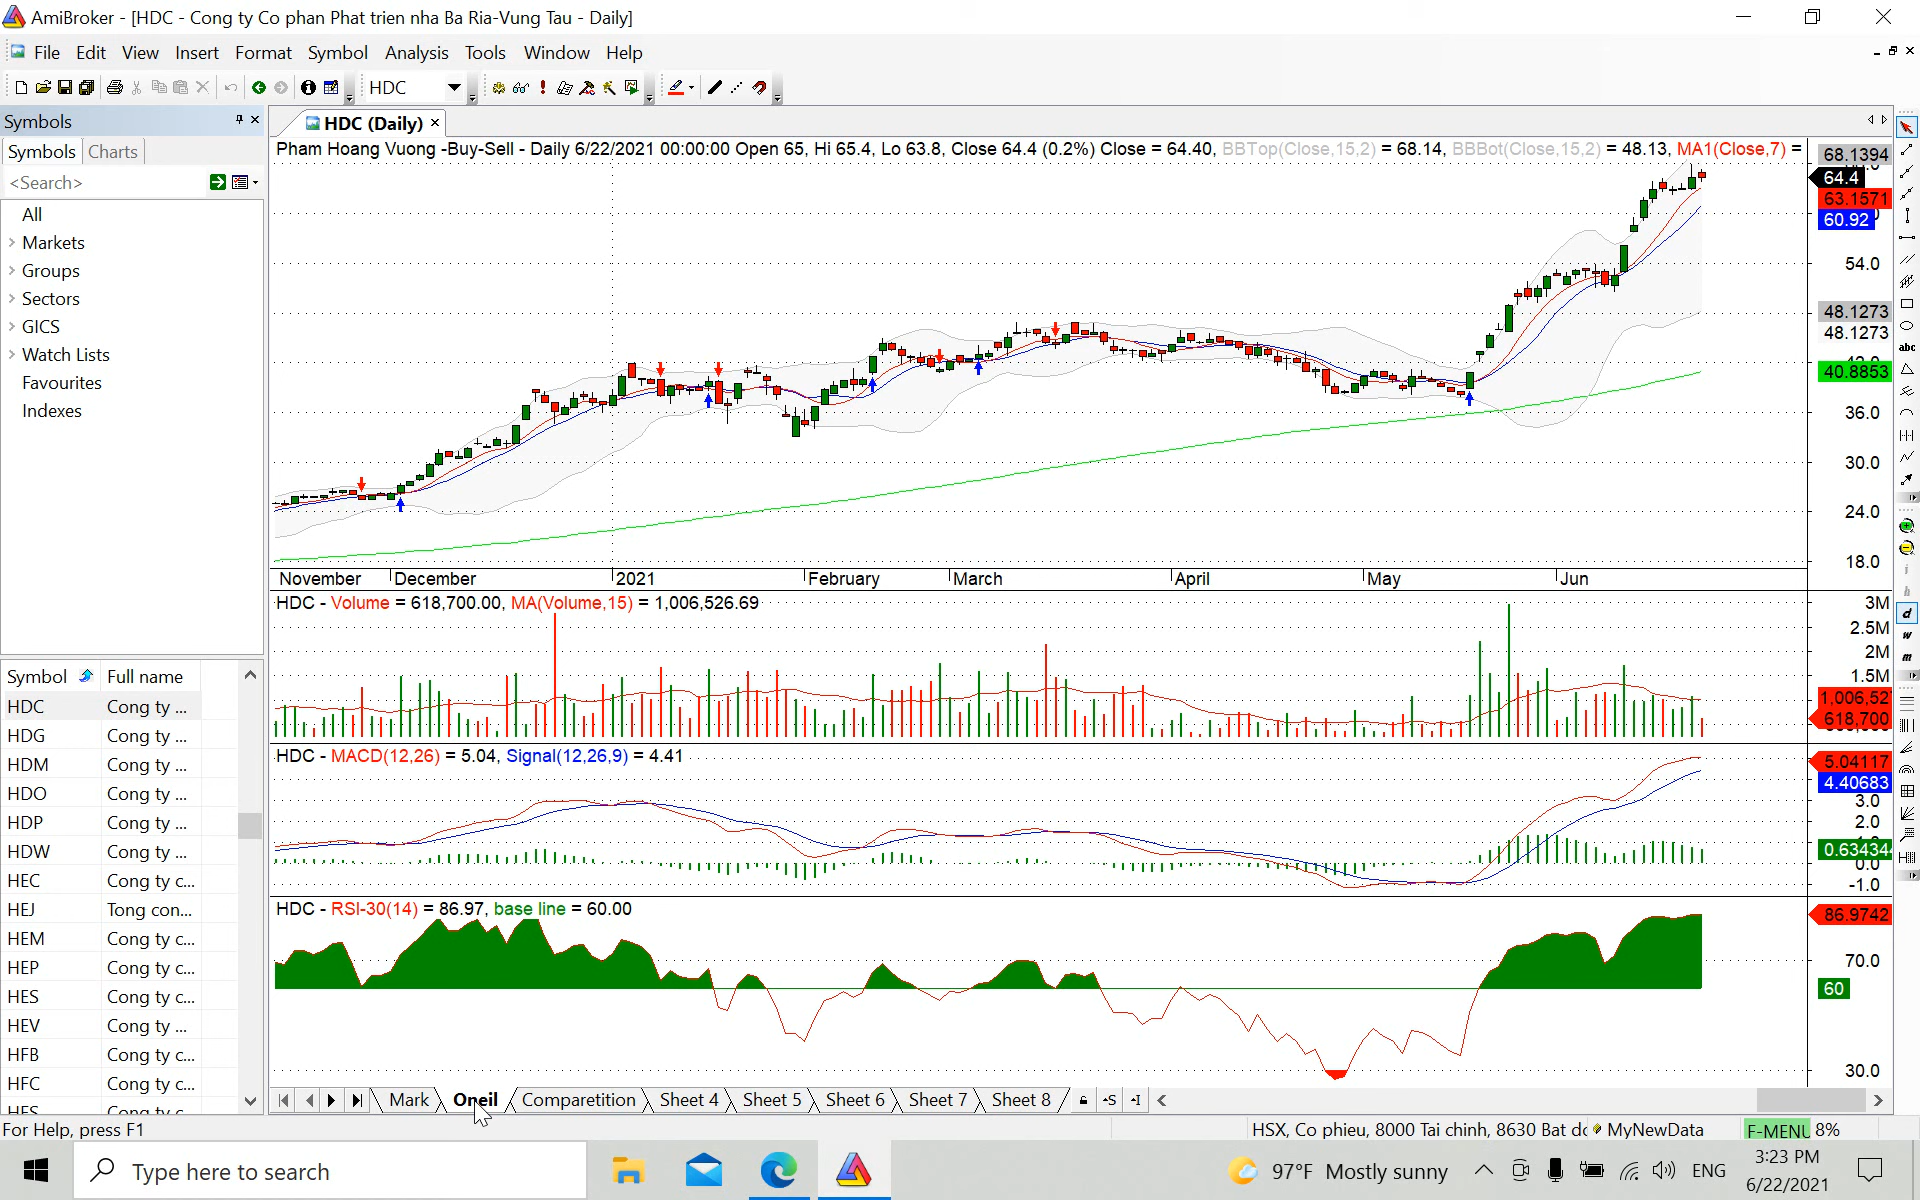 AmiBroker - [HDC - Cong ty Co phan Phat trien nha Ba Ria-Vung Tau - Daily]
File Edit View Insert Format Symbol Analysis Tools Window Help
HDC
Symbols
HDC (Daily)
Symbols Charts
<Search>
All
Markets
Groups
Sectors
GICS
Watch Lists
Favourites
Indexes
Pham Hoang Vuong -Buy-Sell - Daily 6/22/2021 00:00:00 Open 65, Hi 65.4, Lo 63.8, Close 64.4 (0.2%) Close = 64.40, BBTop(Close,15,2) = 68.14, BBBot(Close,15,2) = 48.13, MA1(Close,7) =
68.1394
64.4
63.1571
60.92
54.0
48.1273
48.1273
40.8853
36.0
30.0
24.0
18.0
November December 2021 February March April May Jun
HDC - Volume = 618,700.00, MA(Volume,15) = 1,006,526.69
3M
2.5M
2M
1.5M
1,006,52
618,700
HDC - MACD(12,26) = 5.04, Signal(12,26,9) = 4.41
5.04117
4.40683
3.0
2.0
0.634344
0.0
-1.0
HDC - RSI-30(14) = 86.97, base line = 60.00
86.9742
70.0
60
30.0
Symbol Full name
HDC Cong ty ...
HDG Cong ty ...
HDM Cong ty ...
HDO Cong ty ...
HDP Cong ty ...
HDW Cong ty ...
HEC Cong ty c...
HEJ Tong con...
HEM Cong ty c...
HEP Cong ty c...
HES Cong ty c...
HEV Cong ty ...
HFB Cong ty c...
HFC Cong ty c...
HFS Cong ty c
Mark Oneil Comparetition Sheet 4 Sheet 5 Sheet 6 Sheet 7 Sheet 8
abc
d
w
m
For Help, press F1
HSX, Co phieu, 8000 Tai chinh, 8630 Bat do MyNewData F-MENU 8%
Type here to search
97°F Mostly sunny
ENG
3:23 PM
6/22/2021